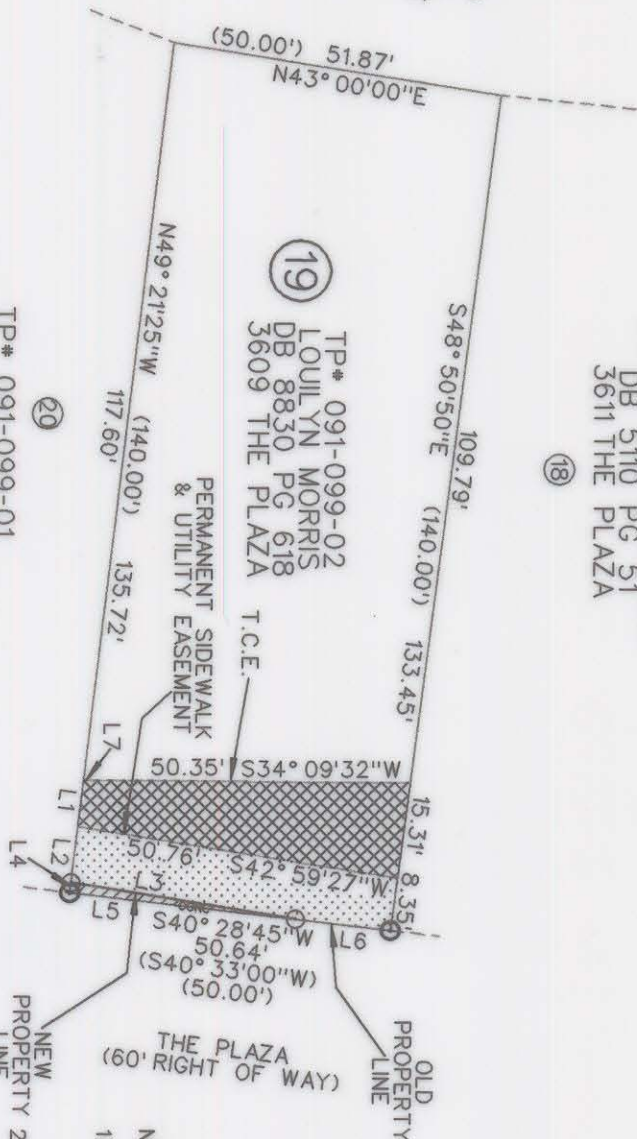 DB 5110 PG 51
3611 THE PLAZA
18
(50.00') 51.87'
N43° 00'00"E
S48° 50'50"E
109.79'
(140.00')
133.45'
15.31'
8.35'
19
TP# 091-099-02
LOUILYN MORRIS
DB 8830 PG 618
3609 THE PLAZA
T.C.E.
PERMANENT SIDEWALK
& UTILITY EASEMENT
N49° 21'25"W
(140.00')
117.60'
135.72'
L7
L1
L2
L4
50.35'
S34° 09'32"W
50.76'
S42° 59'27"W
L3
L5
L6
S40° 28'45"W
50.64'
(S40° 33'00"W)
(50.00')
OLD
PROPERTY
LINE
THE PLAZA
(60' RIGHT OF WAY)
NEW
PROPERTY
LINE
20
TP# 091-099-01
N
1
2